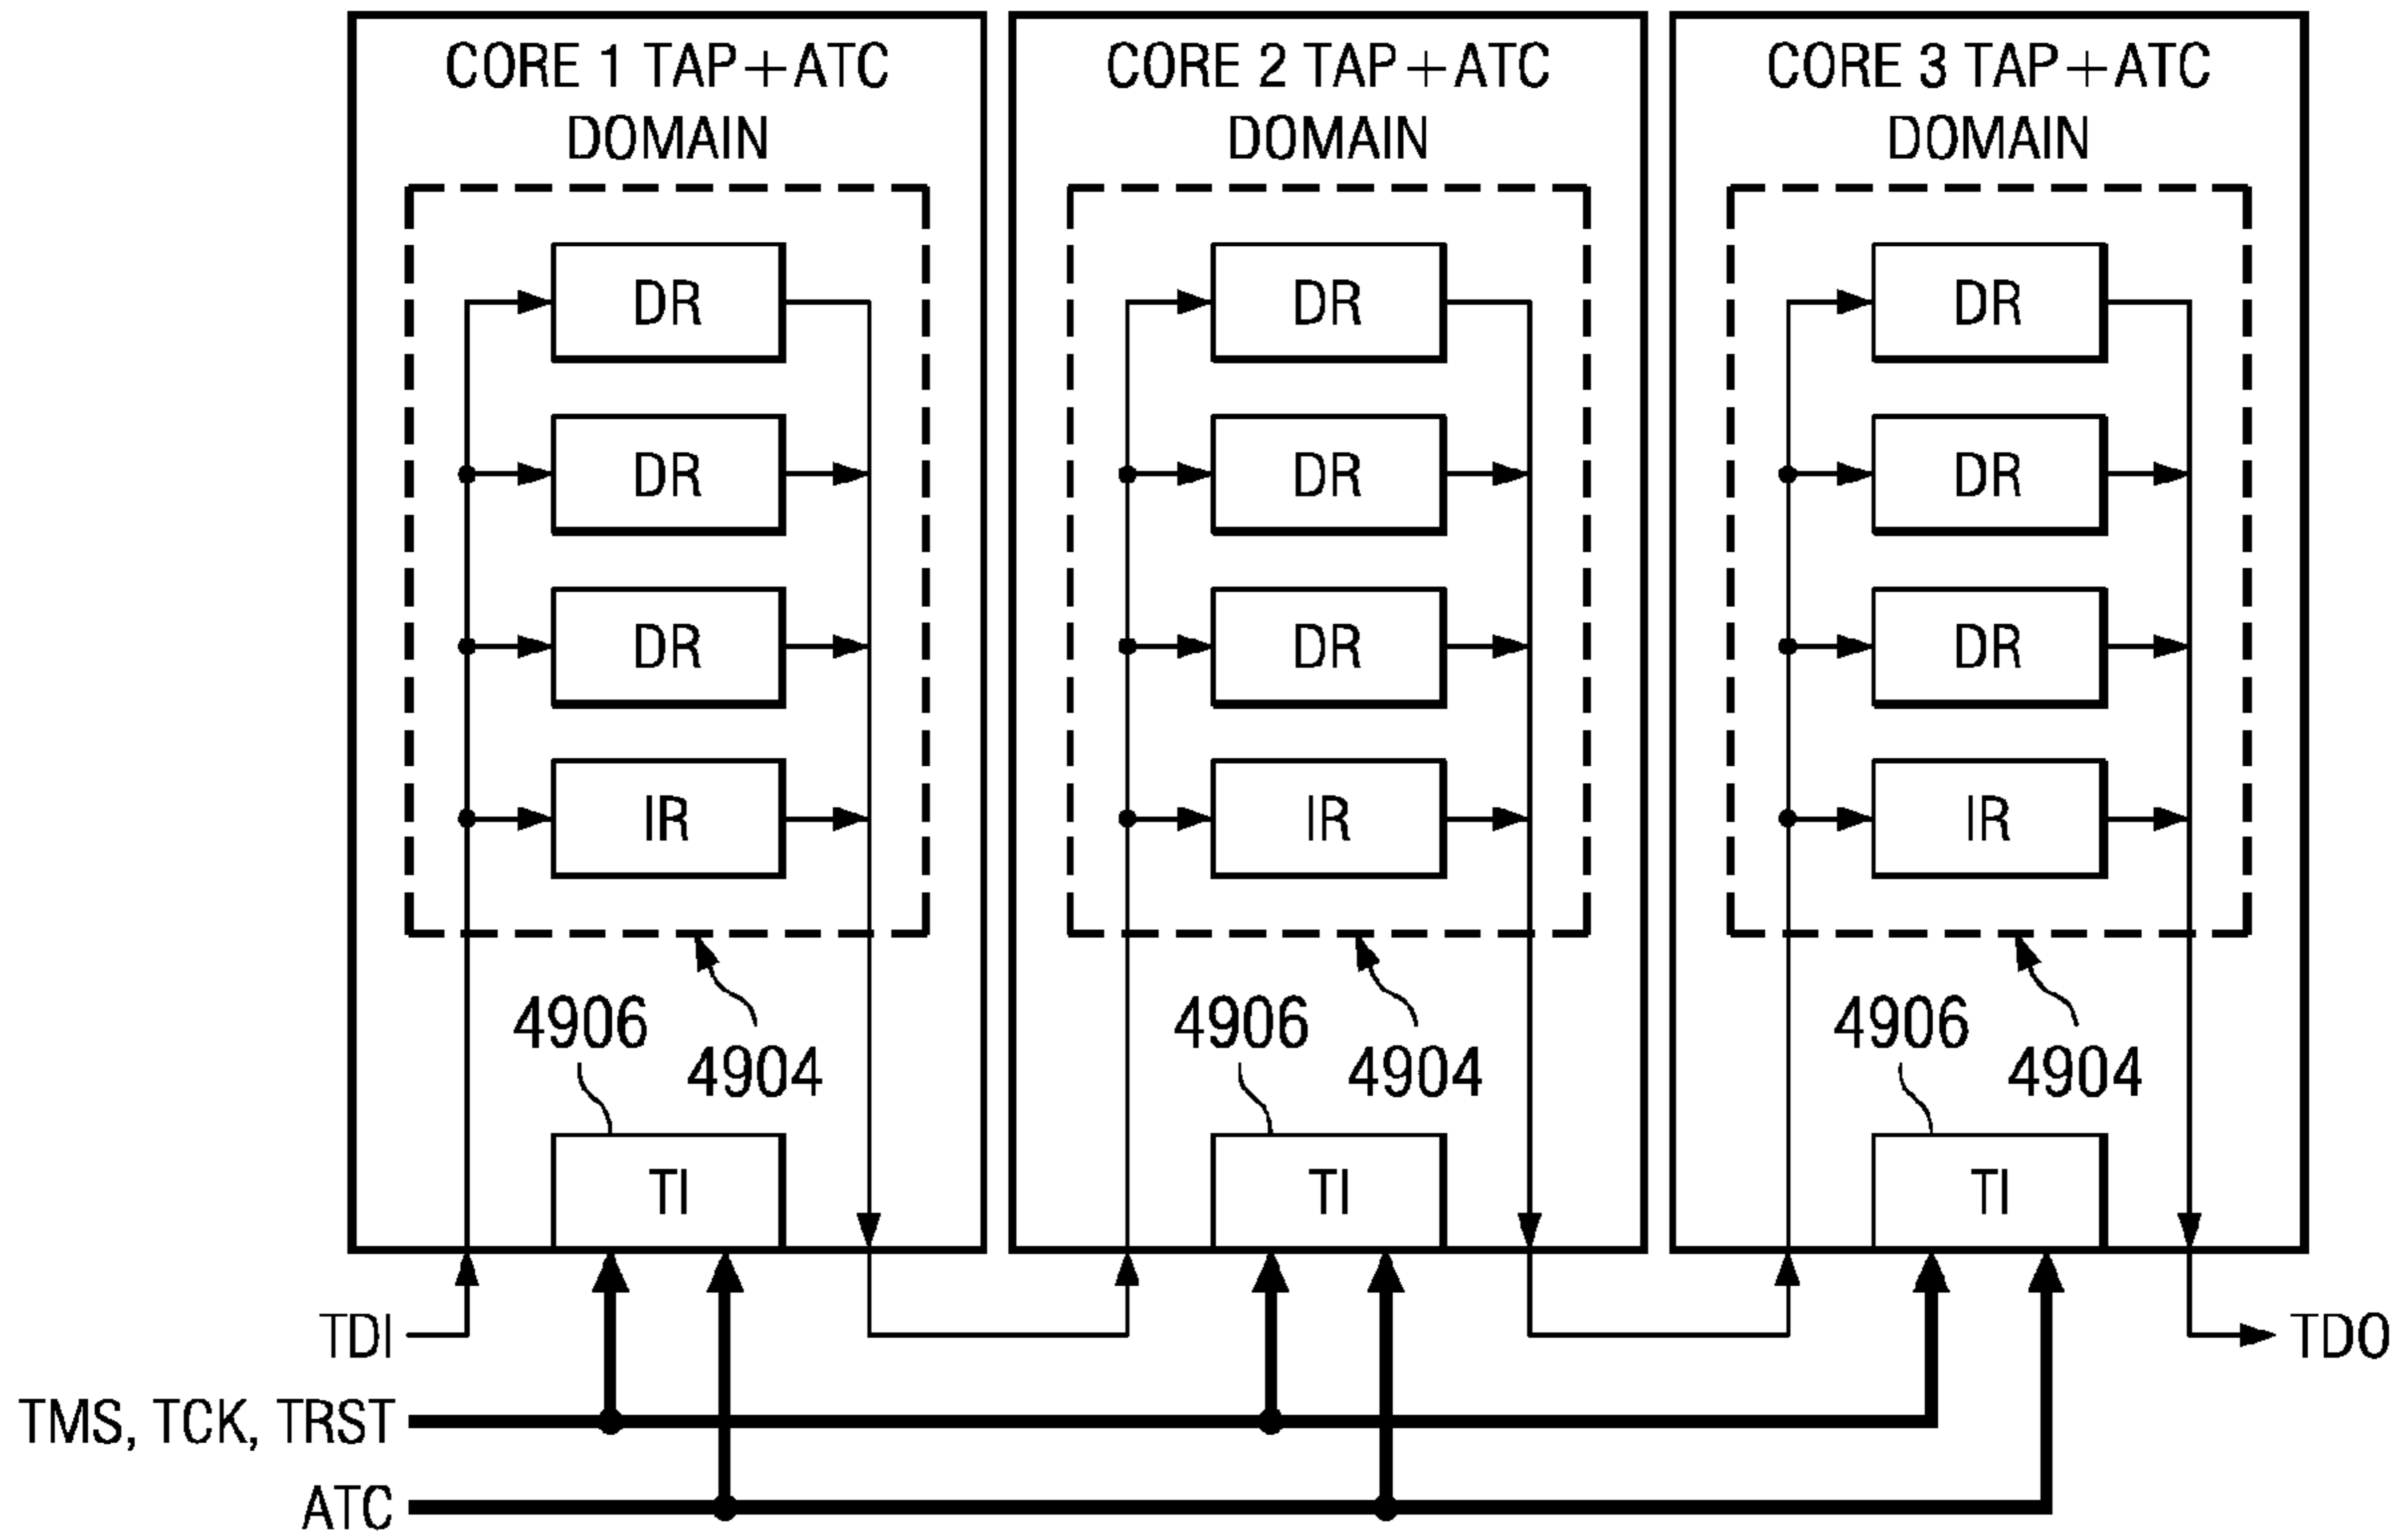 CORE 1 TAP+ATC
DOMAIN
DR
DR
DR
IR
4906
4904
TI
CORE 2 TAP+ATC
DOMAIN
DR
DR
DR
IR
4906
4904
TI
CORE 3 TAP+ATC
DOMAIN
DR
DR
DR
IR
4906
4904
TI
TDI
TDO
TMS, TCK, TRST
ATC